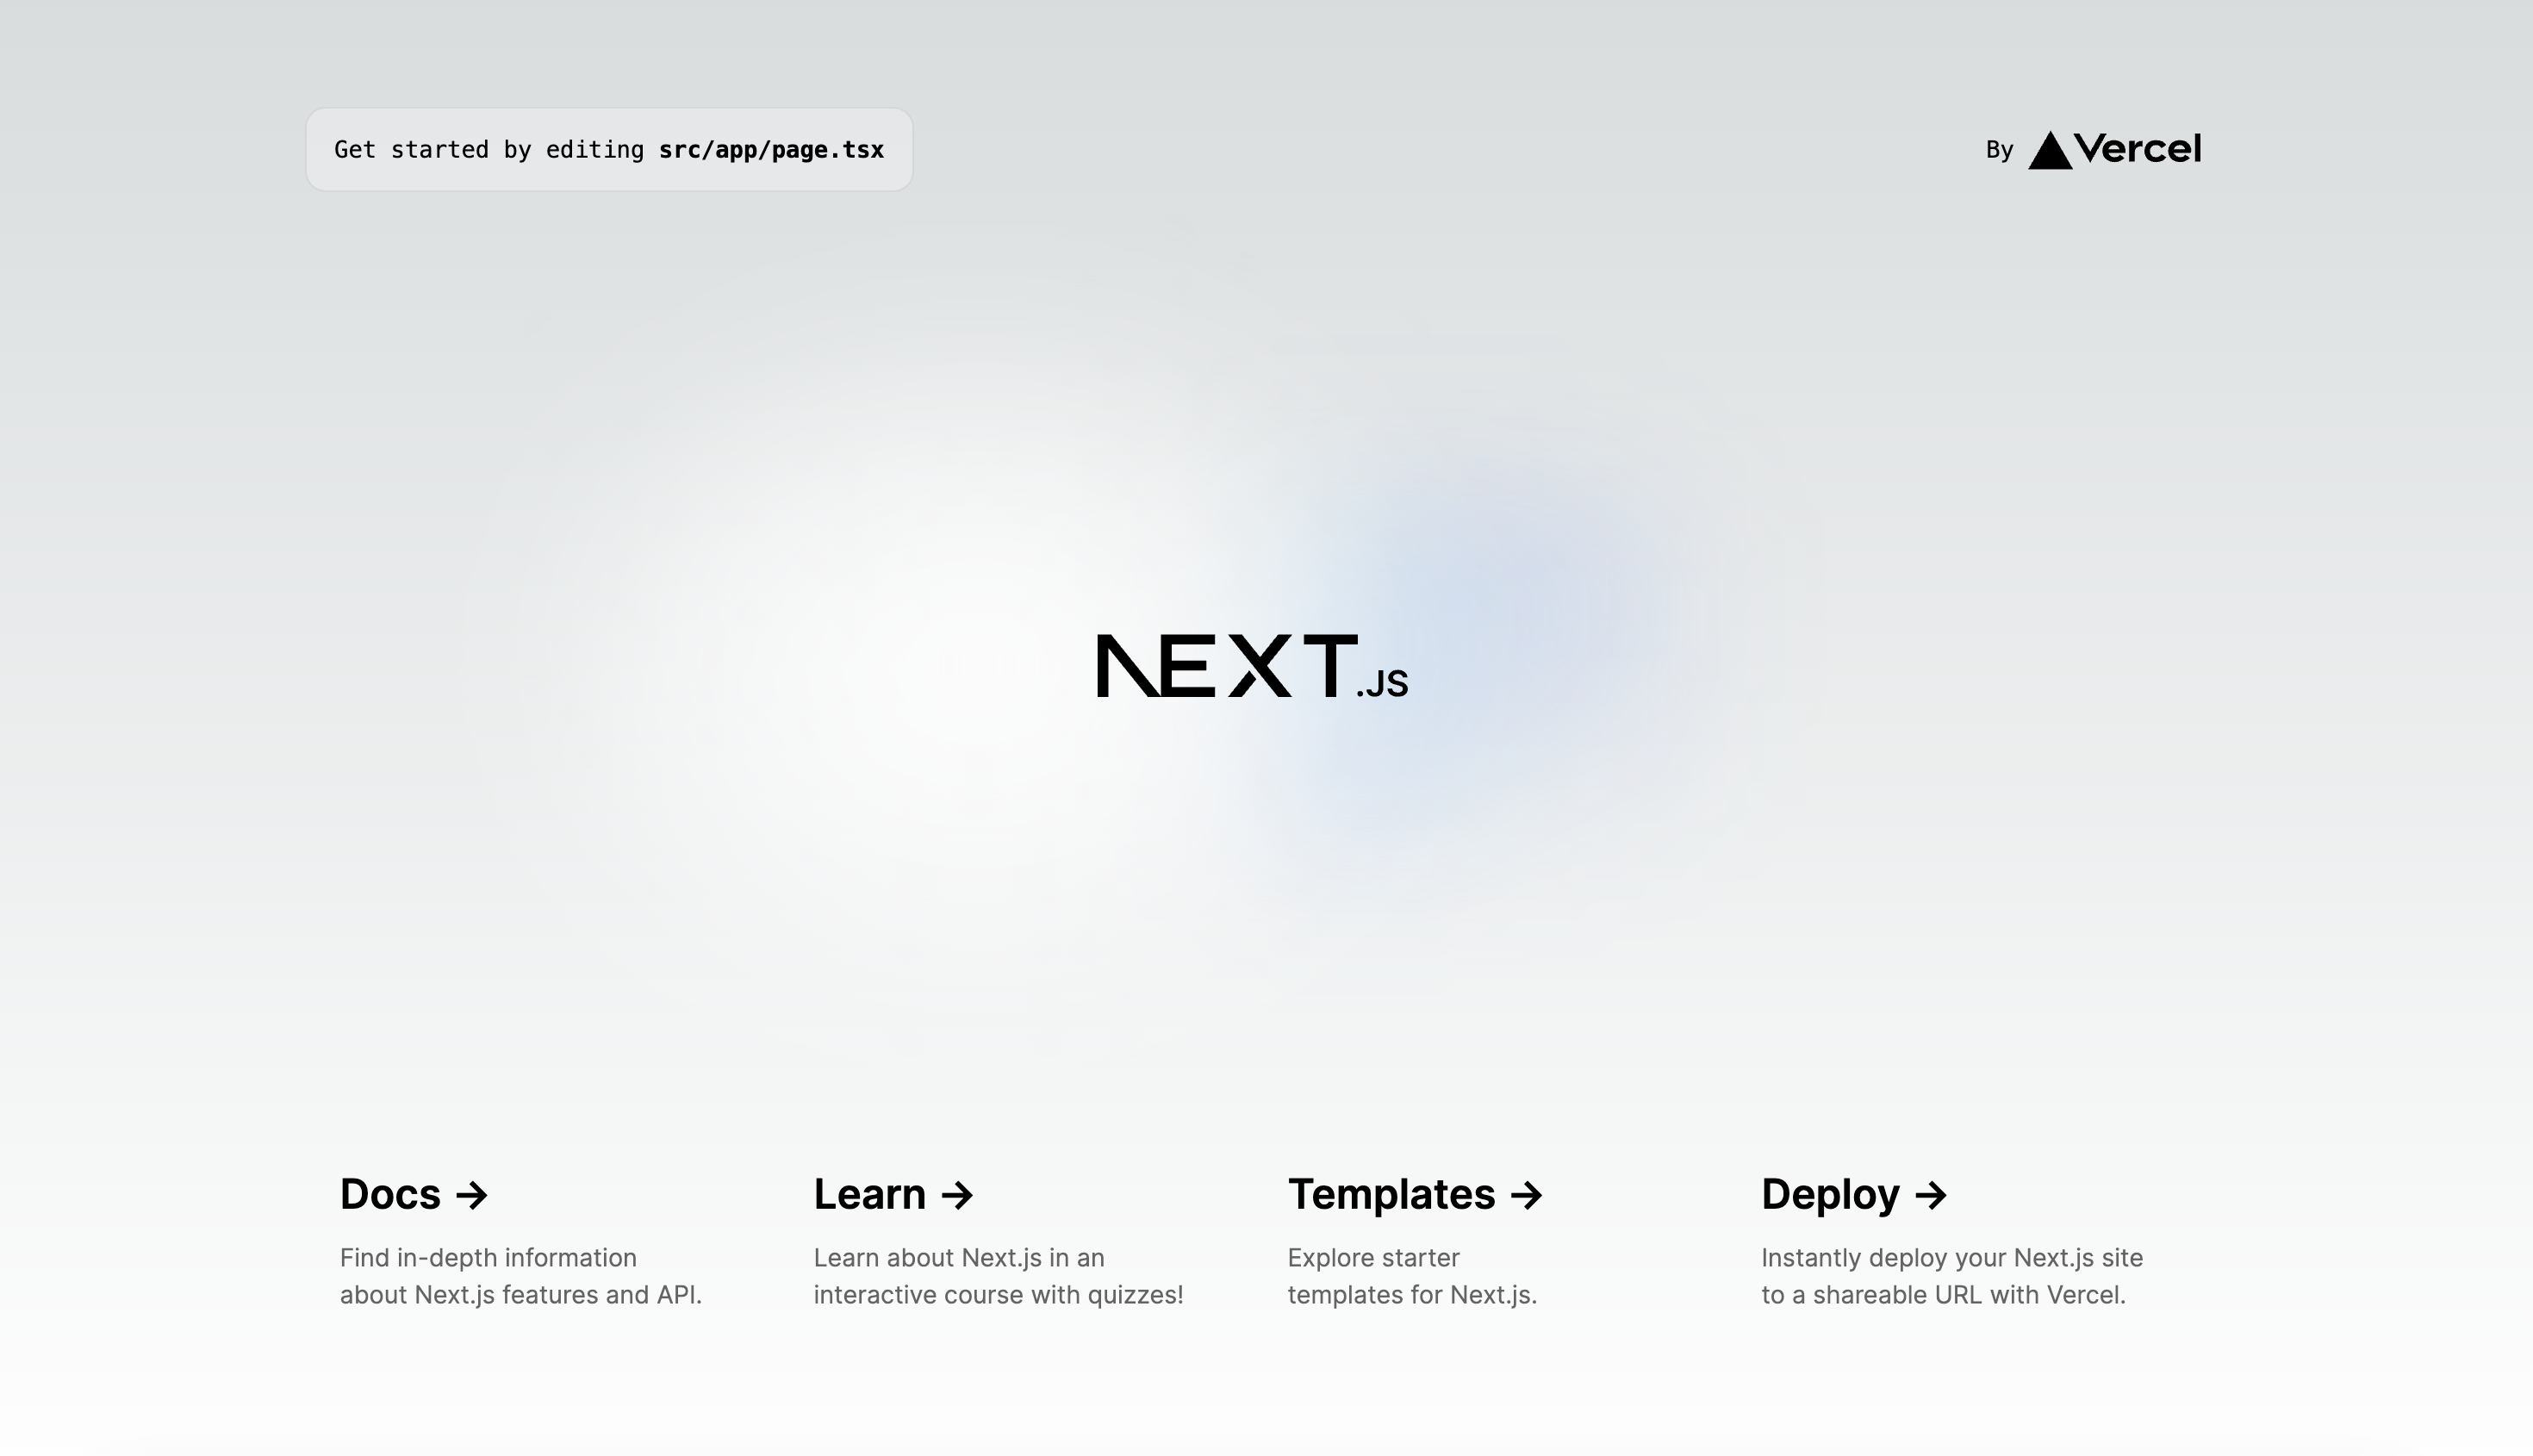 Get started by editing src/app/page.tsx
By Vercel
NEXT.JS
Docs →
Find in-depth information
about Next.js features and API.
Learn →
Learn about Next.js in an
interactive course with quizzes!
Templates →
Explore starter
templates for Next.js.
Deploy →
Instantly deploy your Next.js site
to a shareable URL with Vercel.